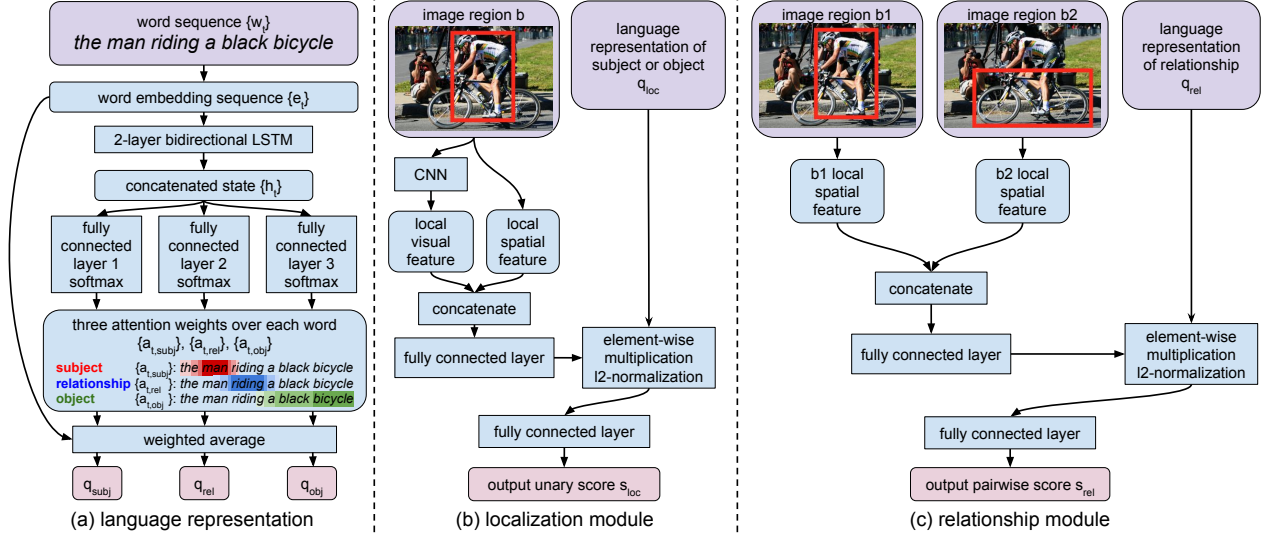 word sequence {w_t}
the man riding a black bicycle
word embedding sequence {e_t}
2-layer bidirectional LSTM
concatenated state {h_t}
fully
connected
layer 1
softmax
fully
connected
layer 2
softmax
fully
connected
layer 3
softmax
three attention weights over each word
{a_t,subj}, {a_t,rel}, {a_t,obj}
subject {a_t,subj}: the man riding a black bicycle
relationship {a_t,rel}: the man riding a black bicycle
object {a_t,obj}: the man riding a black bicycle
weighted average
q_subj
q_rel
q_obj
(a) language representation
image region b
language
representation of
subject or object
q_loc
CNN
local
visual
feature
local
spatial
feature
concatenate
fully connected layer
element-wise
multiplication
l2-normalization
fully connected layer
output unary score s_loc
(b) localization module
image region b1
image region b2
language
representation
of relationship
q_rel
b1 local
spatial
feature
b2 local
spatial
feature
concatenate
fully connected layer
element-wise
multiplication
l2-normalization
fully connected layer
output pairwise score s_rel
(c) relationship module